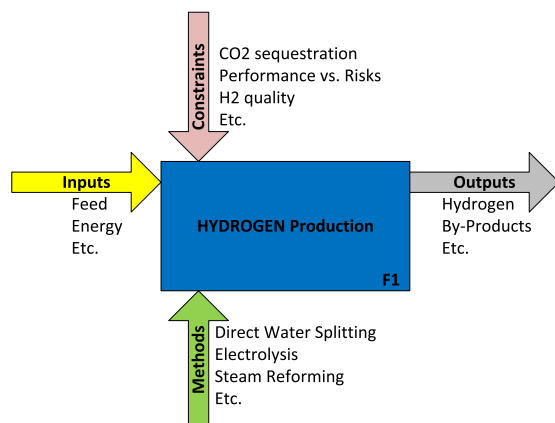 Constraints
CO2 sequestration
Performance vs. Risks
H2 quality
Etc.
Inputs
Feed
Energy
Etc.
HYDROGEN Production
F1
Outputs
Hydrogen
By-Products
Etc.
Methods
Direct Water Splitting
Electrolysis
Steam Reforming
Etc.